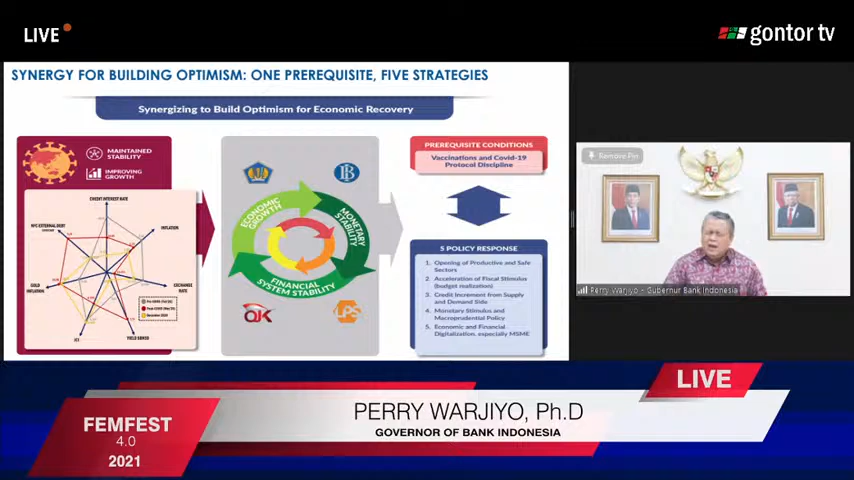 LIVE
gontor tv
SYNERGY FOR BUILDING OPTIMISM: ONE PREREQUISITE, FIVE STRATEGIES
Synergizing to Build Optimism for Economic Recovery
MAINTAINED
STABILITY
IMPROVING
GROWTH
CREDIT INTEREST RATE
INFLATION
EXCHANGE
RATE
GOLD
INFLATION
ECONOMIC
GROWTH
MONETARY
STABILITY
FINANCIAL
SYSTEM STABILITY
OJK
LPS
PREREQUISITE CONDITIONS
Vaccinations and Covid-19
Protocol Discipline
5 POLICY RESPONSE
1. Opening of Productive and Safe
Sectors
2. Acceleration of Fiscal Stimulus
(budget realization)
3. Credit Increment from Supply
and Demand Side
4. Monetary Stimulus and
Macroprudential Policy
5. Economic and Financial
Digitalization, especially MSME
Remove Pin
Perry Warjiyo - Gubernur Bank Indonesia
LIVE
FEMFEST
4.0
2021
PERRY WARJIYO, Ph.D
GOVERNOR OF BANK INDONESIA